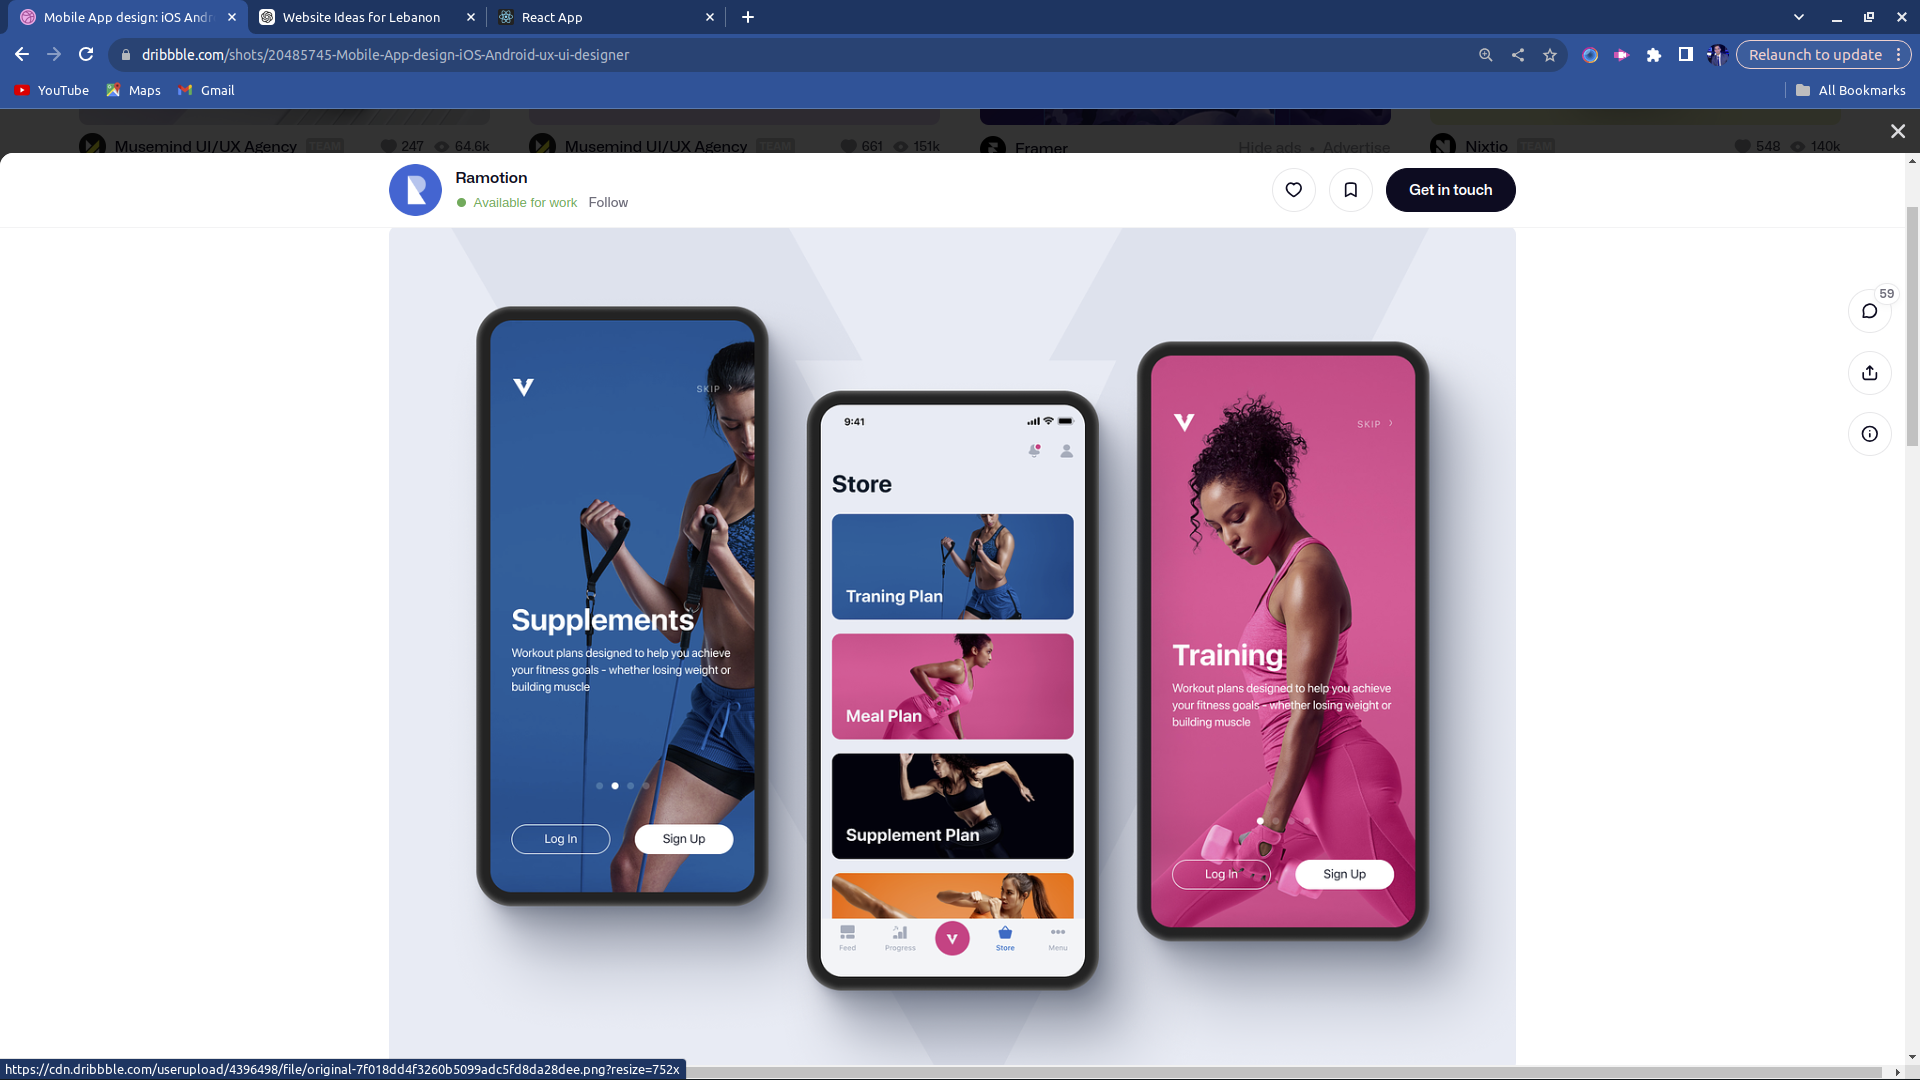 Mobile App design: iOS Andr
Website Ideas for Lebanon
React App
dribbble.com/shots/20485745-Mobile-App-design-iOS-Android-ux-ui-designer
Relaunch to update
YouTube
Maps
Gmail
All Bookmarks
Musemind UI/UX Agency TEAM 247 64.6k
Musemind UI/UX Agency TEAM 661 151k
Framer Hide ads • Advertise
Nixtio TEAM 548 140k
Ramotion
Available for work Follow
Get in touch
59
SKIP
Supplements
Workout plans designed to help you achieve
your fitness goals - whether losing weight or
building muscle
Log In
Sign Up
9:41
Store
Traning Plan
Meal Plan
Supplement Plan
Feed
Progress
Store
Menu
SKIP
Training
Workout plans designed to help you achieve
your fitness goals - whether losing weight or
building muscle
Log In
Sign Up
https://cdn.dribbble.com/userupload/4396498/file/original-7f018dd4f3260b5099adc5fd8da28dee.png?resize=752x